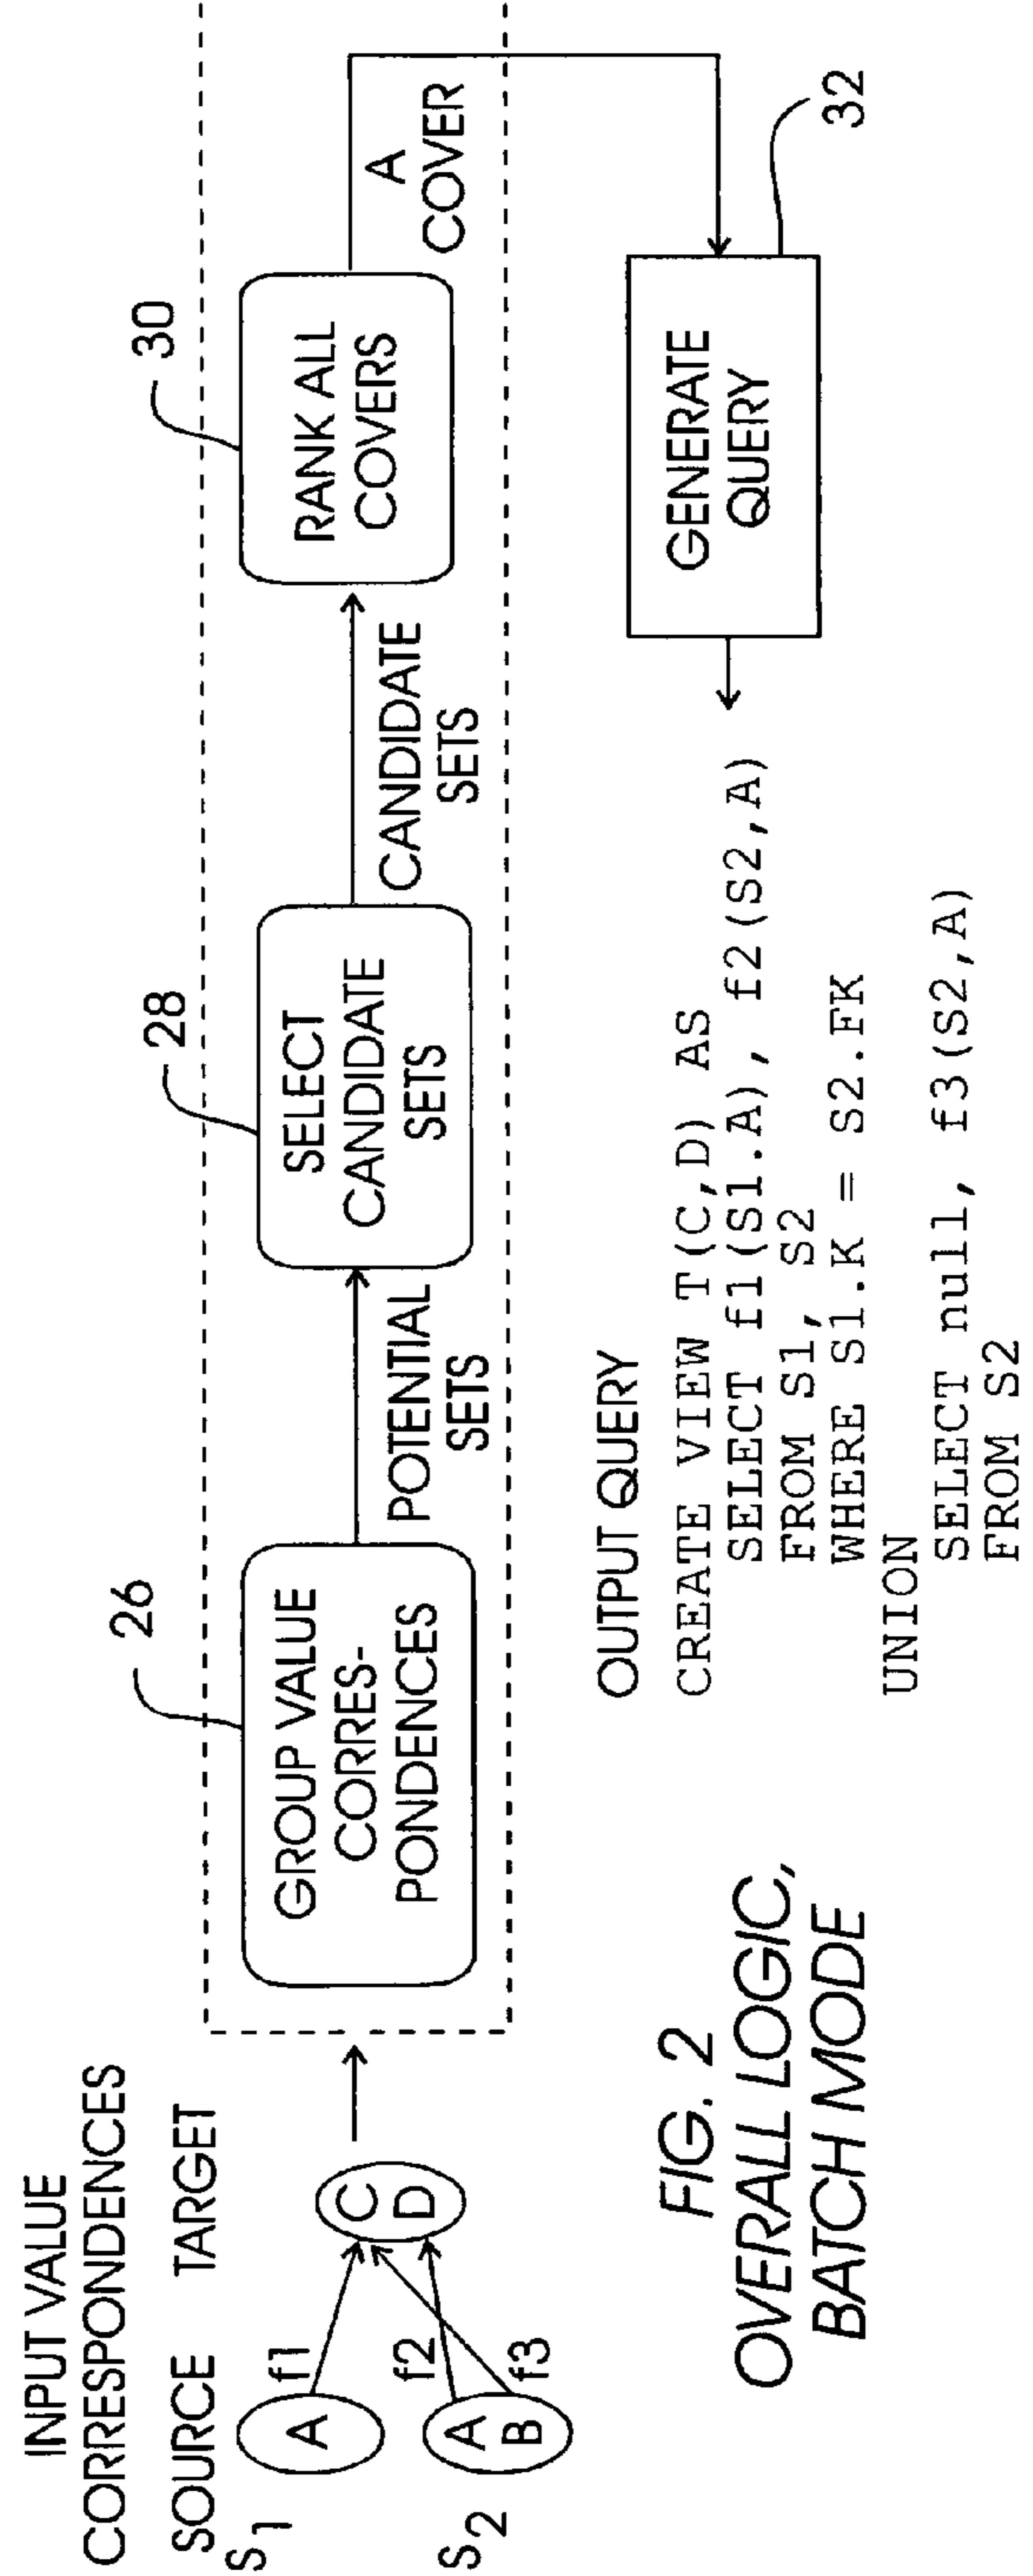 INPUT VALUE
CORRESPONDENCES
SOURCE TARGET
S1
A
f1
S2
A
B
f2
f3
C
D
26
GROUP VALUE
CORRES-
PONDENCES
POTENTIAL
SETS
28
SELECT
CANDIDATE
SETS
CANDIDATE
SETS
30
RANK ALL
COVERS
A
COVER
GENERATE
QUERY
32
OUTPUT QUERY
CREATE VIEW T(C,D) AS
SELECT f1(S1.A), f2(S2,A)
FROM S1, S2
WHERE S1.K = S2.FK
UNION
SELECT null, f3(S2,A)
FROM S2
FIG. 2
OVERALL LOGIC,
BATCH MODE